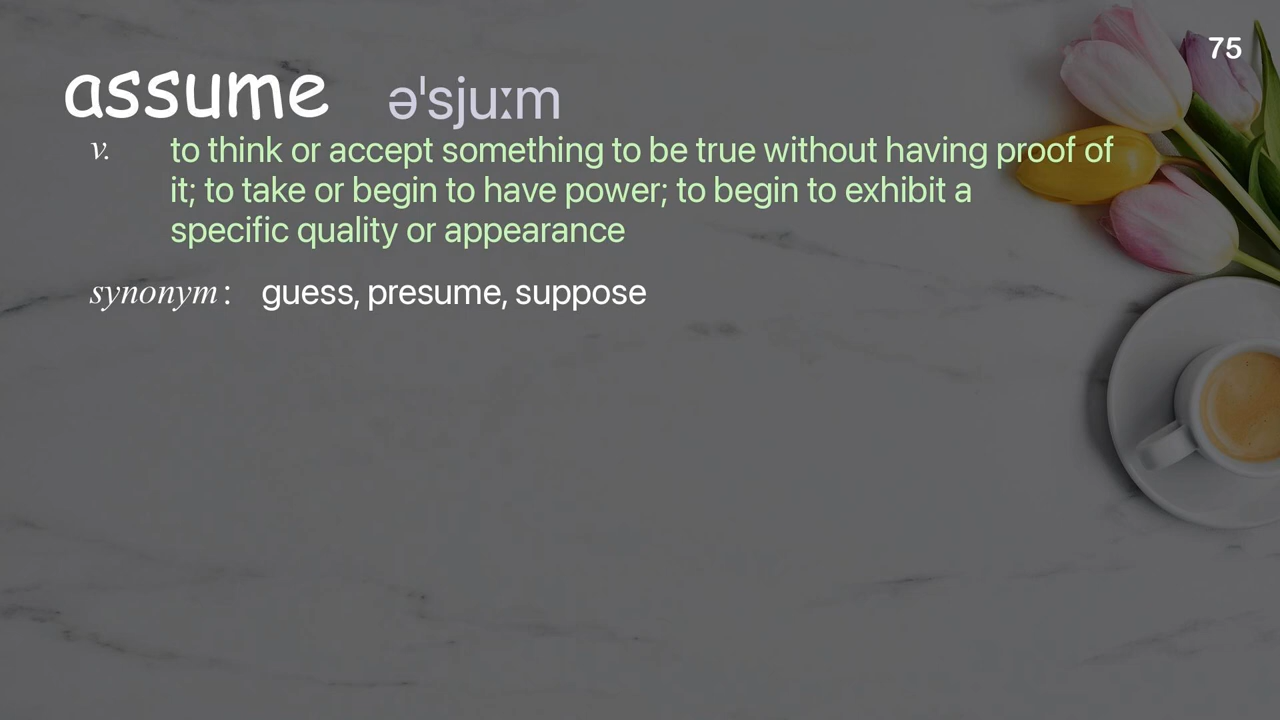 75
assume əˈsjuːm
v. to think or accept something to be true without having proof of
it; to take or begin to have power; to begin to exhibit a
specific quality or appearance
synonym: guess, presume, suppose